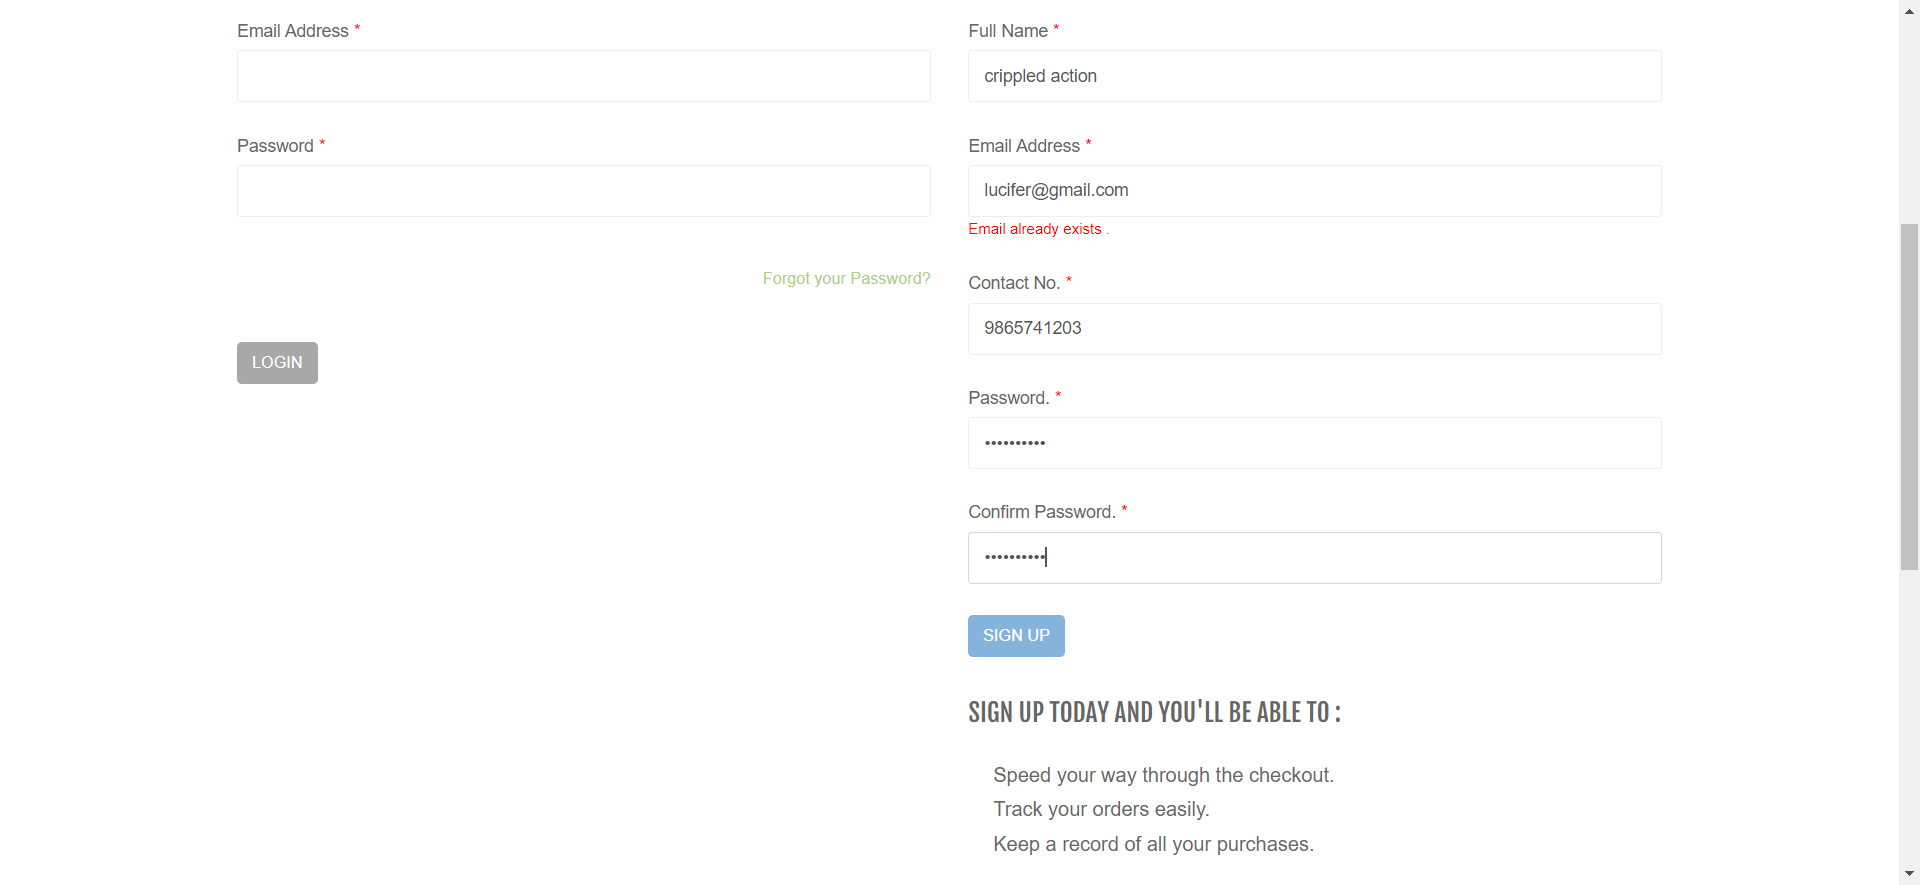 Email Address *
Password *
Forgot your Password?
LOGIN
Full Name *
crippled action
Email Address *
lucifer@gmail.com
Email already exists .
Contact No. *
9865741203
Password. *
••••••••••
Confirm Password. *
••••••••••
SIGN UP
SIGN UP TODAY AND YOU'LL BE ABLE TO :
Speed your way through the checkout.
Track your orders easily.
Keep a record of all your purchases.